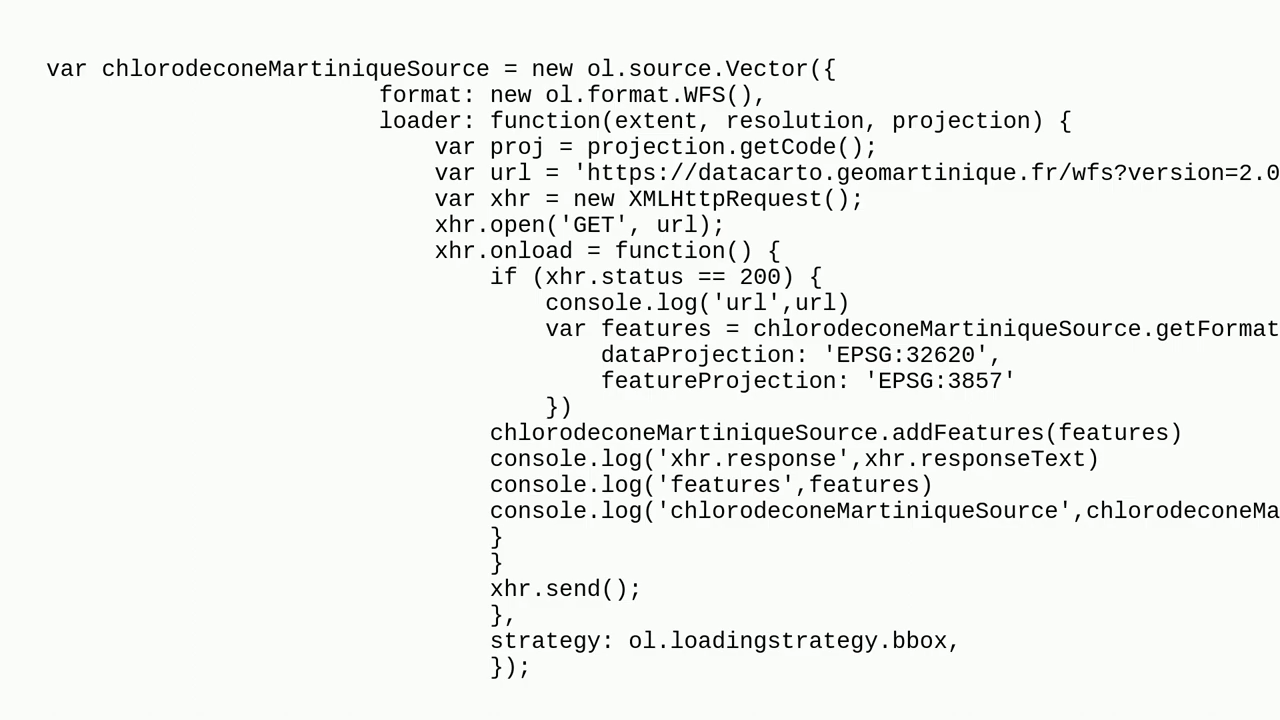 var chlorodeconeMartiniqueSource = new ol.source.Vector({
format: new ol.format.WFS(),
loader: function(extent, resolution, projection) {
var proj = projection.getCode();
var url = 'https://datacarto.geomartinique.fr/wfs?version=2.0
var xhr = new XMLHttpRequest();
xhr.open('GET', url);
xhr.onload = function() {
if (xhr.status == 200) {
console.log('url',url)
var features = chlorodeconeMartiniqueSource.getFormat
dataProjection: 'EPSG:32620',
featureProjection: 'EPSG:3857'
})
chlorodeconeMartiniqueSource.addFeatures(features)
console.log('xhr.response',xhr.responseText)
console.log('features',features)
console.log('chlorodeconeMartiniqueSource',chlorodeconeMa
}
}
xhr.send();
},
strategy: ol.loadingstrategy.bbox,
});